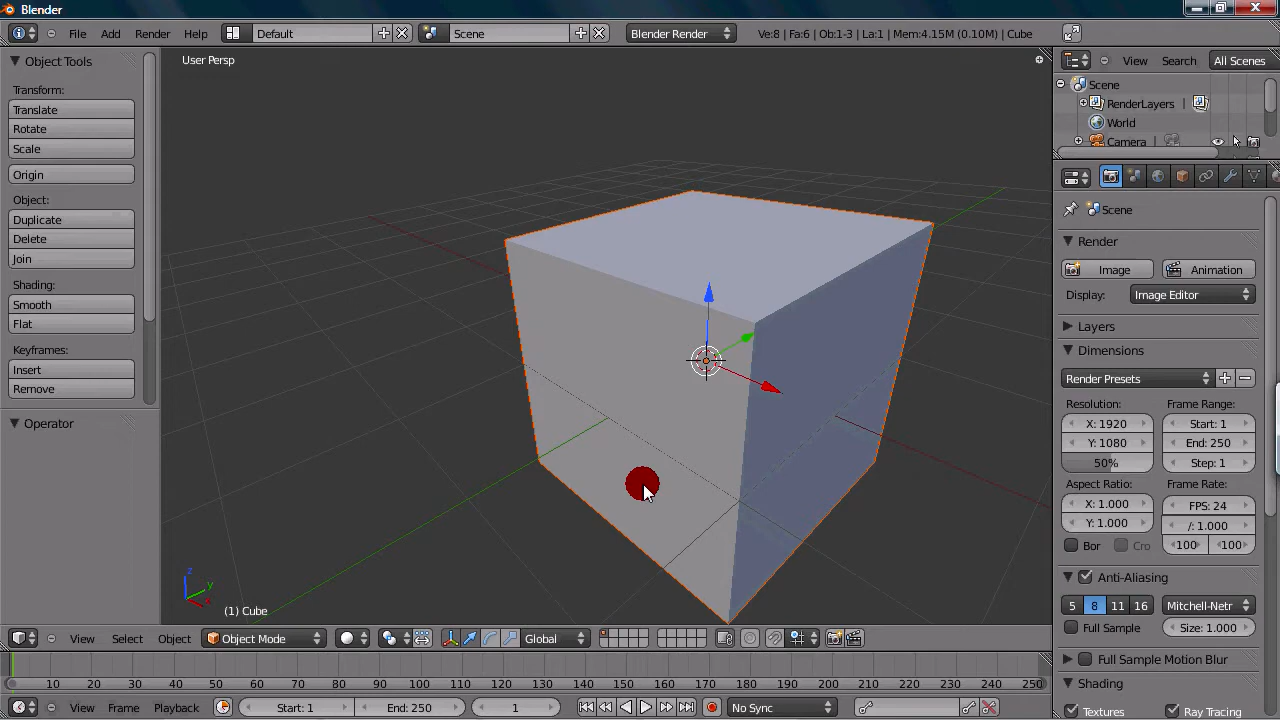 Blender
File Add Render Help Default Scene Blender Render Ve:8 | Fa:6 | Ob:1-3 | La:1 | Mem:4.15M (0.10M) | Cube
Object Tools
Transform:
Translate
Rotate
Scale
Origin
Object:
Duplicate
Delete
Join
Shading:
Smooth
Flat
Keyframes:
Insert
Remove
Operator
User Persp
z
y
x
(1) Cube
View Search All Scenes
Scene
RenderLayers |
World
Camera |
Scene
Render
Image Animation
Display: Image Editor
Layers
Dimensions
Render Presets
Resolution: Frame Range:
X: 1920 Start: 1
Y: 1080 End: 250
50% Step: 1
Aspect Ratio: Frame Rate:
X: 1.000 FPS: 24
Y: 1.000 /: 1.000
Bor Cro 100 100
Anti-Aliasing
5 8 11 16 Mitchell-Netr
Full Sample Size: 1.000
Full Sample Motion Blur
Shading
Textures Ray Tracing
View Select Object Object Mode Global
0 10 20 30 40 50 60 70 80 90 100 110 120 130 140 150 160 170 180 190 200 210 220 230 240 250
View Frame Playback Start: 1 End: 250 1 No Sync